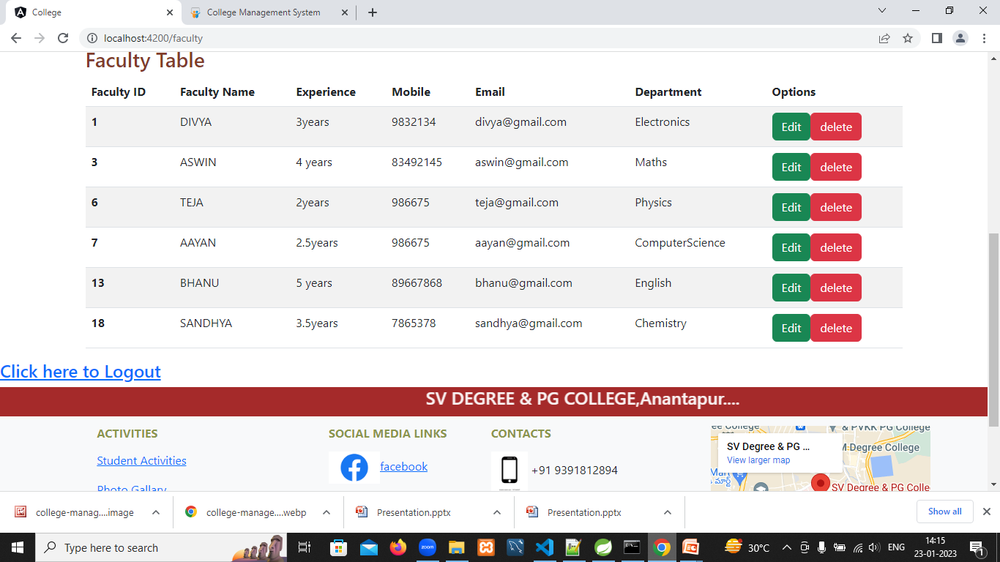 College
College Management System
localhost:4200/faculty
Faculty Table
Faculty ID Faculty Name Experience Mobile Email Department Options
1 DIVYA 3years 9832134 divya@gmail.com Electronics Edit delete
3 ASWIN 4 years 83492145 aswin@gmail.com Maths Edit delete
6 TEJA 2years 986675 teja@gmail.com Physics Edit delete
7 AAYAN 2.5years 986675 aayan@gmail.com ComputerScience Edit delete
13 BHANU 5 years 89667868 bhanu@gmail.com English Edit delete
18 SANDHYA 3.5years 7865378 sandhya@gmail.com Chemistry Edit delete
Click here to Logout
SV DEGREE & PG COLLEGE,Anantapur....
ACTIVITIES
Student Activities
Photo Gallary
SOCIAL MEDIA LINKS
facebook
CONTACTS
+91 9391812894
ee College
& PVKK PG College
SV Degree & PG ...
View larger map
M Degree College
Mart
SV Degree & PG Colle
college-manag....image
college-manage....webp
Presentation.pptx
Presentation.pptx
Show all
Type here to search
zoom
30°C
ENG
14:15
23-01-2023
1